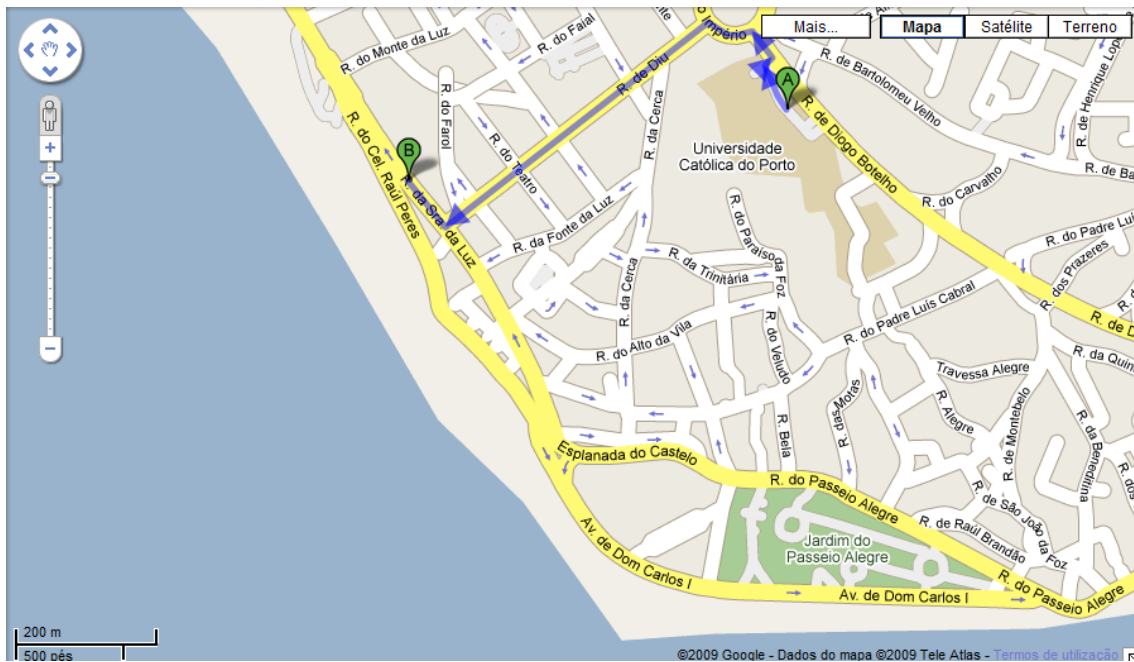 Mais...
Mapa
Satélite
Terreno
R. do Monte da Luz
R. do Faial
Império
R. de Diu
R. de Bartolomeu Velho
R. de Henrique Lop
A
R. do Farol
R. da Cerca
R. de Diogo Botelho
R. do Cel. Raúl Peres
B
R. do Teatro
Universidade
Católica do Porto
R. de Ba
R. do Carvalho
R. da Sra. da Luz
R. da Fonte da Luz
R. do Paraíso da Foz
R. do Padre Luí
R. dos Prazeres
R. da Trinitária
R. da Cerca
R. do Padre Luís Cabral
R. de D
R. do Alto da Vila
R. do Veludo
R. da Quin
Travessa Alegre
R. das Motas
R. Alegre
R. de Montebelo
R. da Beneditina
R. Bela
Esplanada do Castelo
R. do Passeio Alegre
R. dos
R. de São João da Foz
R. de Raúl Brandão
Jardim do
Passeio Alegre
Av. de Dom Carlos I
R. do Passeio Alegre
Av. de Dom Carlos I
200 m
500 pés
©2009 Google - Dados do mapa ©2009 Tele Atlas - Termos de utilização